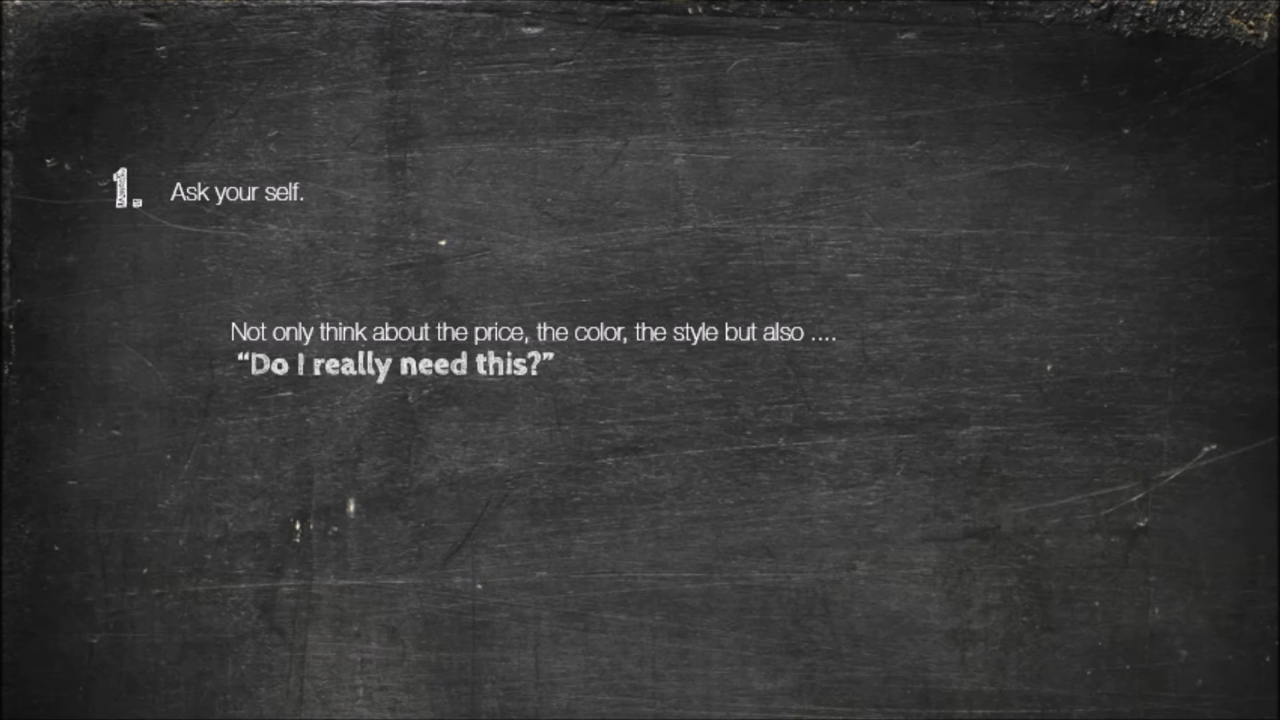 1. Ask your self.
Not only think about the price, the color, the style but also ....
“Do I really need this?”